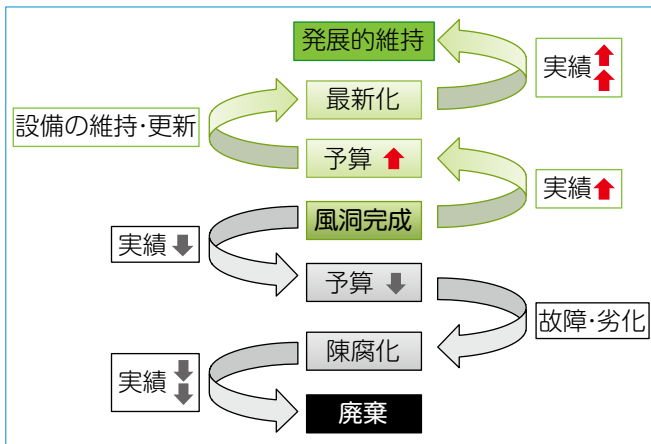 発展的維持
実績
最新化
設備の維持・更新
予算
実績
風洞完成
実績
予算
故障・劣化
陳腐化
実績
廃棄